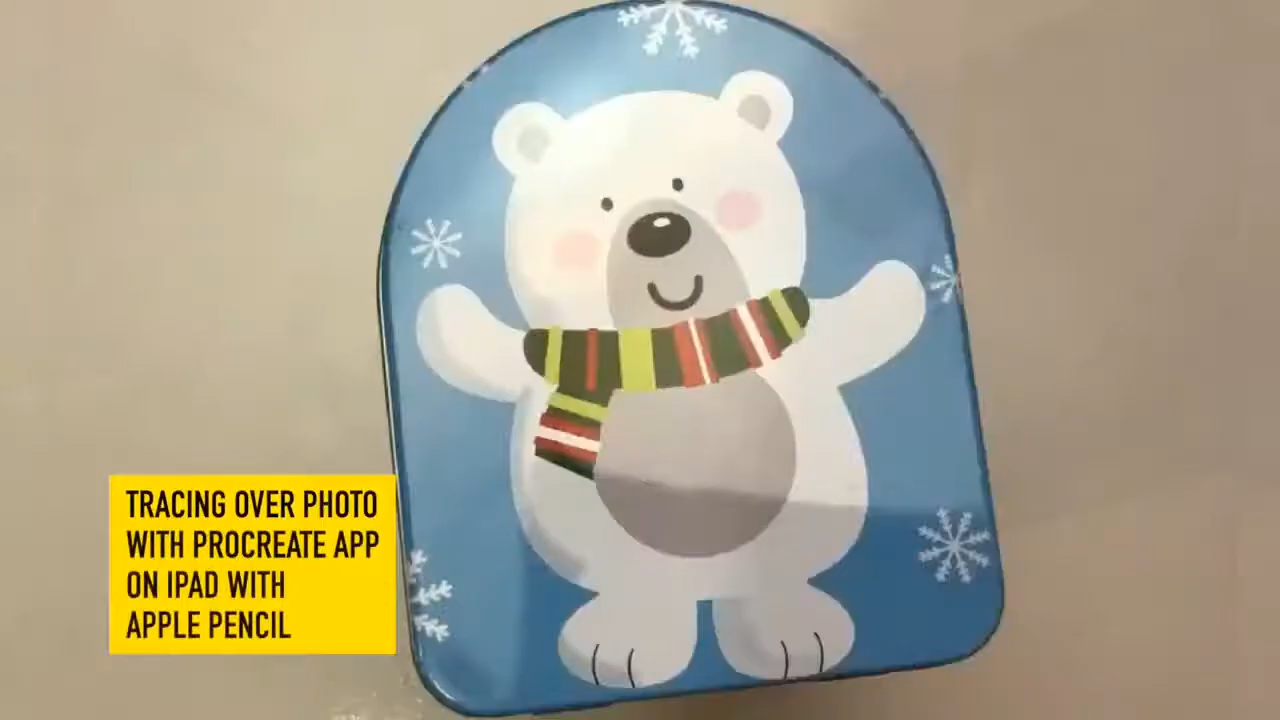 TRACING OVER PHOTO
WITH PROCREATE APP
ON IPAD WITH
APPLE PENCIL